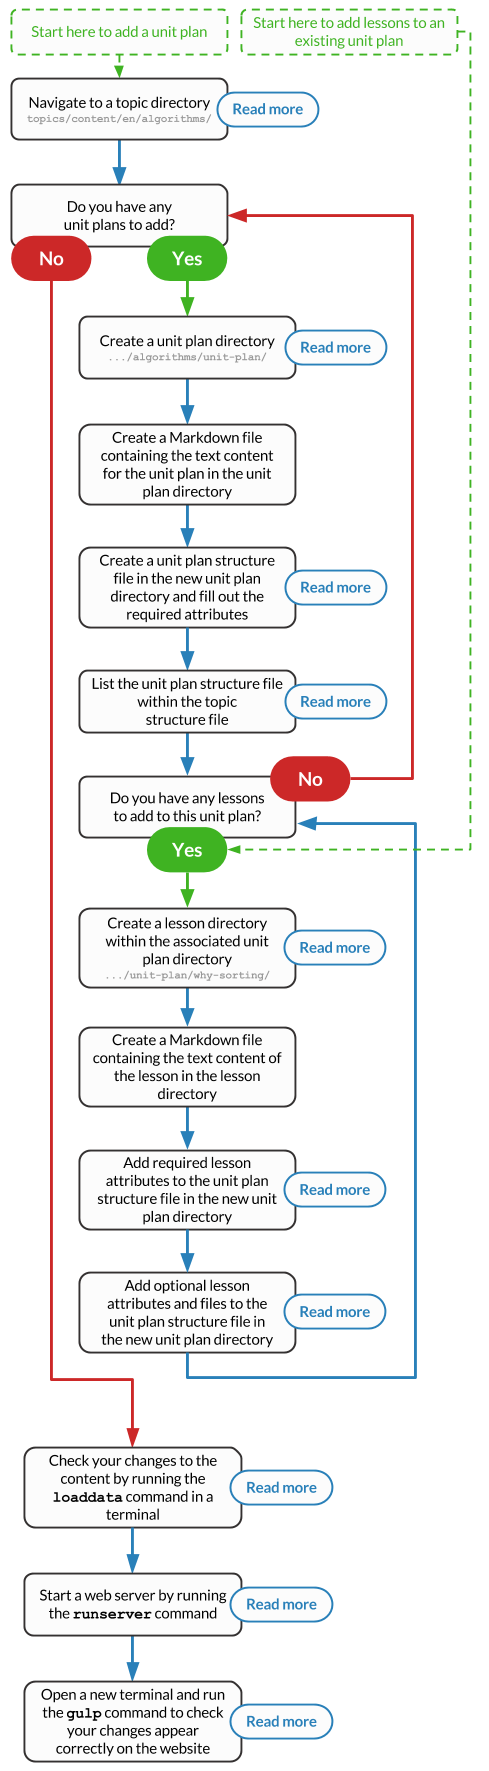 Start here to add a unit plan
Start here to add lessons to an
existing unit plan
Navigate to a topic directory
topics/content/en/algorithms/
Read more
Do you have any
unit plans to add?
No
Yes
Create a unit plan directory
.../algorithms/unit-plan/
Read more
Create a Markdown file
containing the text content
for the unit plan in the unit
plan directory
Create a unit plan structure
file in the new unit plan
directory and fill out the
required attributes
Read more
List the unit plan structure file
within the topic
structure file
Read more
No
Do you have any lessons
to add to this unit plan?
Yes
Create a lesson directory
within the associated unit
plan directory
.../unit-plan/why-sorting/
Read more
Create a Markdown file
containing the text content of
the lesson in the lesson
directory
Add required lesson
attributes to the unit plan
structure file in the new unit
plan directory
Read more
Add optional lesson
attributes and files to the
unit plan structure file in
the new unit plan directory
Read more
Check your changes to the
content by running the
loaddata command in a
terminal
Read more
Start a web server by running
the runserver command
Read more
Open a new terminal and run
the gulp command to check
your changes appear
correctly on the website
Read more